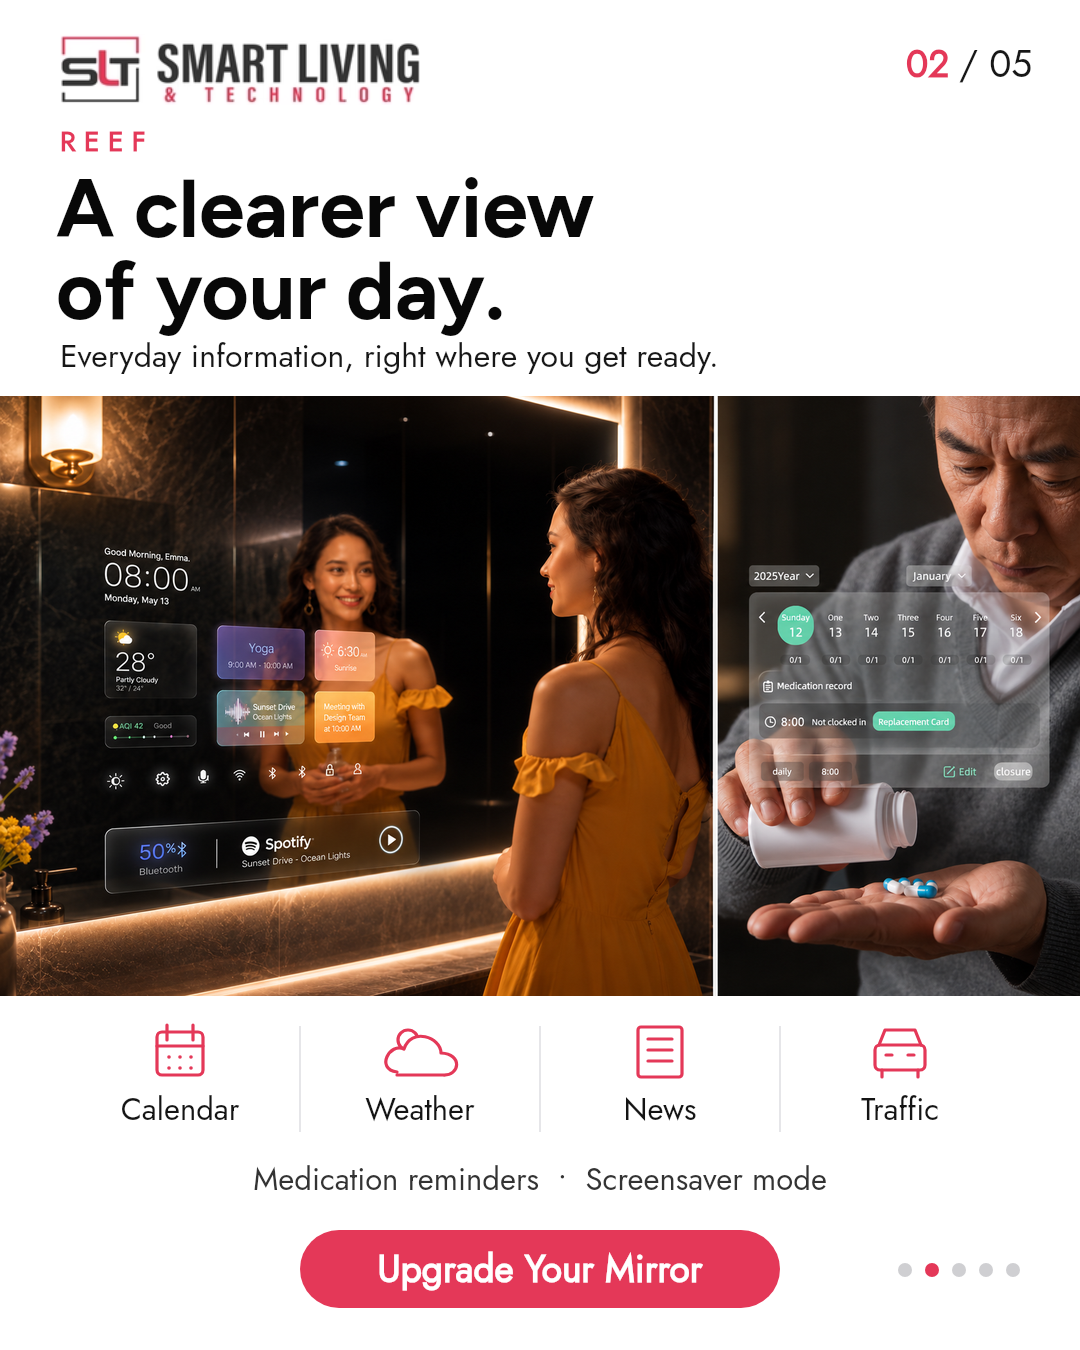 SLT SMART LIVING
& TECHNOLOGY
02 / 05
REEF
A clearer view
of your day.
Everyday information, right where you get ready.
Good Morning, Emma.
08:00 AM
Monday, May 13
28°
Partly Cloudy
32° / 24°
Yoga
9:00 AM - 10:00 AM
6:30
Sunrise
AQI 42 Good
Sunset Drive
Ocean Lights
Meeting with
Design Team
at 10:00 AM
50%
Bluetooth
Spotify
Sunset Drive - Ocean Lights
2025Year January
Sunday One Two Three Four Five Six
12 13 14 15 16 17 18
0/1 0/1 0/1 0/1 0/1 0/1 0/1
Medication record
8:00 Not clocked in Replacement Card
daily 8:00 Edit closure
Calendar Weather News Traffic
Medication reminders · Screensaver mode
Upgrade Your Mirror